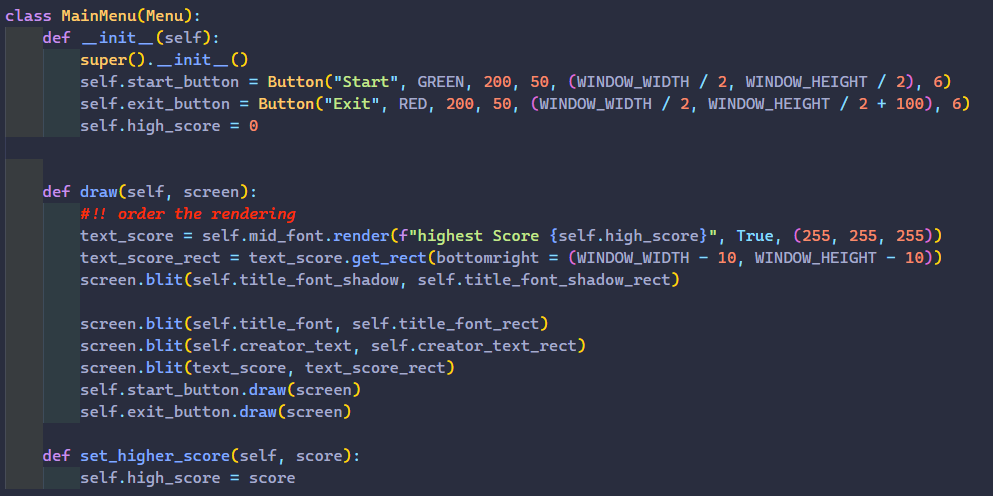 class MainMenu(Menu):
    def __init__(self):
        super().__init__()
        self.start_button = Button("Start", GREEN, 200, 50, (WINDOW_WIDTH / 2, WINDOW_HEIGHT / 2), 6)
        self.exit_button = Button("Exit", RED, 200, 50, (WINDOW_WIDTH / 2, WINDOW_HEIGHT / 2 + 100), 6)
        self.high_score = 0
    def draw(self, screen):
        #!! order the rendering
        text_score = self.mid_font.render(f"highest Score {self.high_score}", True, (255, 255, 255))
        text_score_rect = text_score.get_rect(bottomright = (WINDOW_WIDTH - 10, WINDOW_HEIGHT - 10))
        screen.blit(self.title_font_shadow, self.title_font_shadow_rect)
        screen.blit(self.title_font, self.title_font_rect)
        screen.blit(self.creator_text, self.creator_text_rect)
        screen.blit(text_score, text_score_rect)
        self.start_button.draw(screen)
        self.exit_button.draw(screen)
    def set_higher_score(self, score):
        self.high_score = score